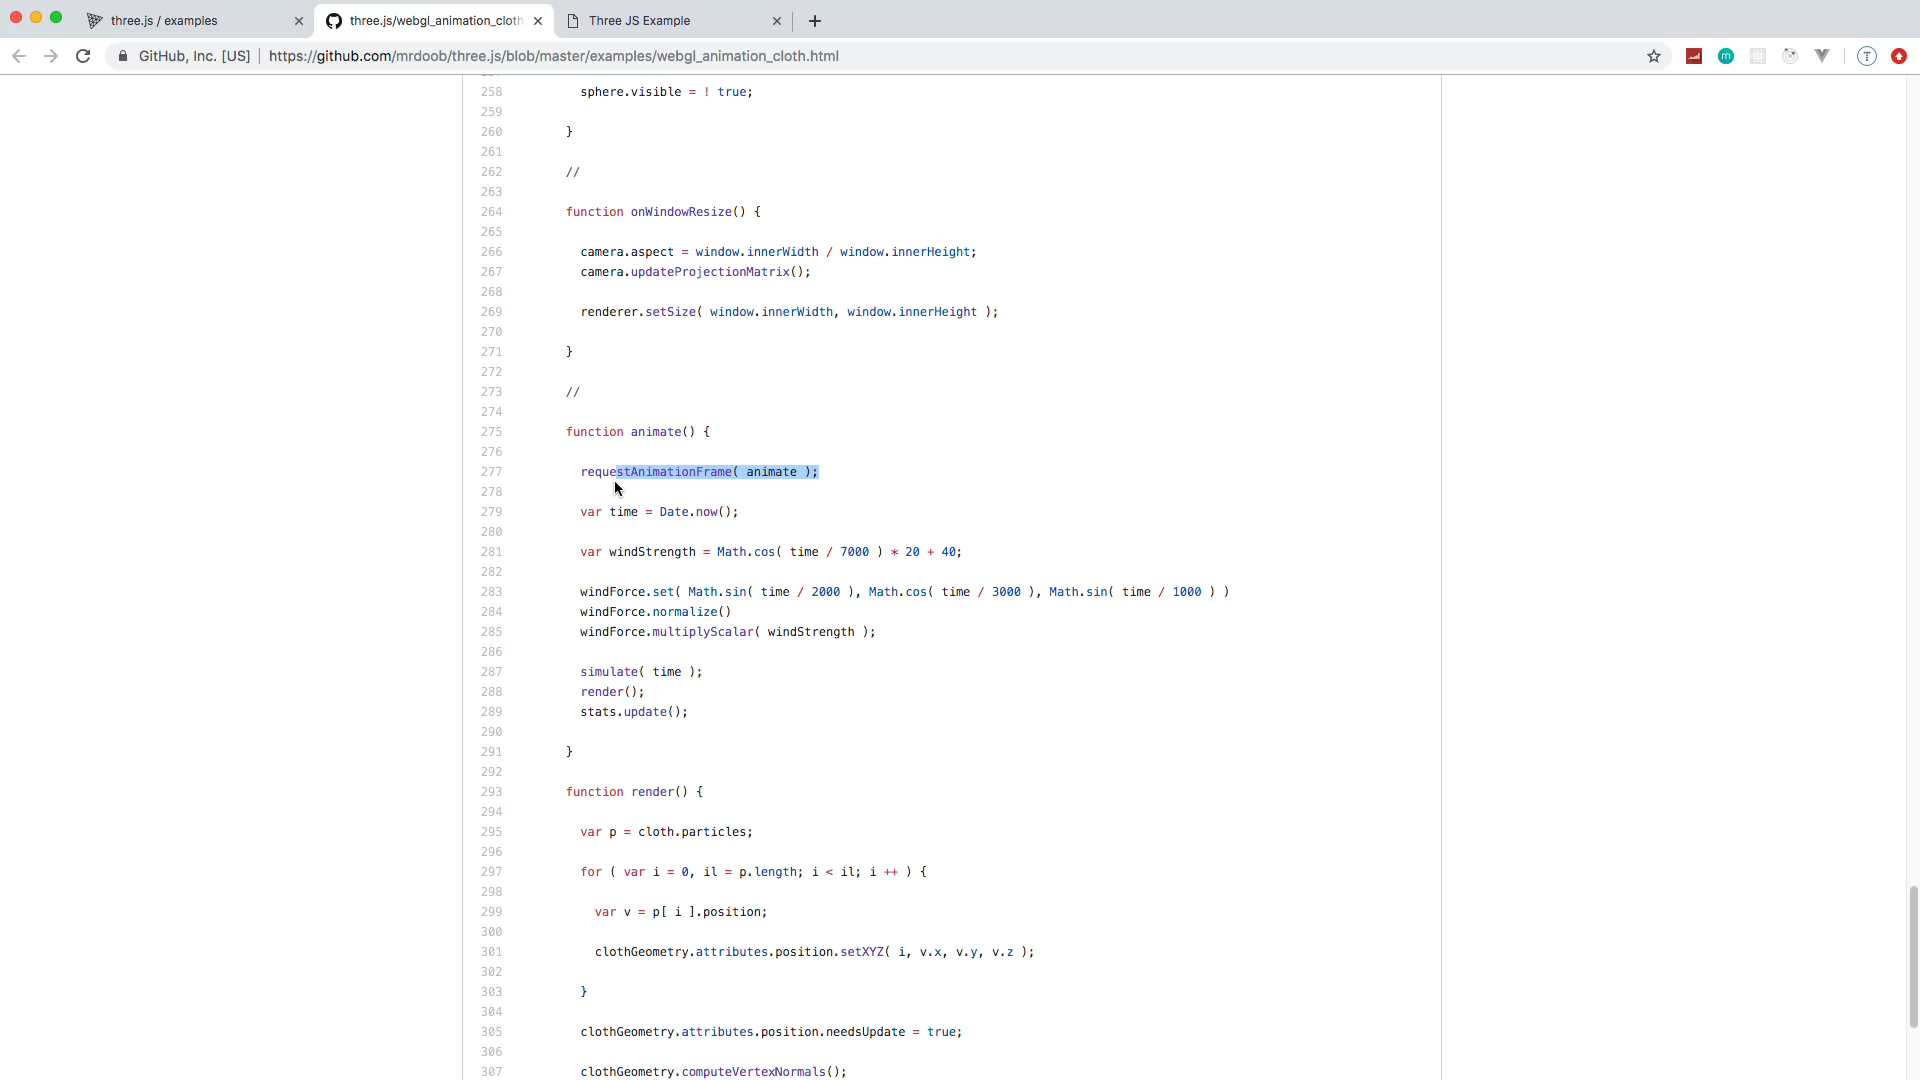 three.js / examples
three.js/webgl_animation_cloth
Three JS Example
GitHub, Inc. [US] | https://github.com/mrdoob/three.js/blob/master/examples/webgl_animation_cloth.html
m
T
258 sphere.visible = ! true;
259
260 }
261
262 //
263
264 function onWindowResize() {
265
266 camera.aspect = window.innerWidth / window.innerHeight;
267 camera.updateProjectionMatrix();
268
269 renderer.setSize( window.innerWidth, window.innerHeight );
270
271 }
272
273 //
274
275 function animate() {
276
277 requestAnimationFrame( animate );
278
279 var time = Date.now();
280
281 var windStrength = Math.cos( time / 7000 ) * 20 + 40;
282
283 windForce.set( Math.sin( time / 2000 ), Math.cos( time / 3000 ), Math.sin( time / 1000 ) )
284 windForce.normalize()
285 windForce.multiplyScalar( windStrength );
286
287 simulate( time );
288 render();
289 stats.update();
290
291 }
292
293 function render() {
294
295 var p = cloth.particles;
296
297 for ( var i = 0, il = p.length; i < il; i ++ ) {
298
299 var v = p[ i ].position;
300
301 clothGeometry.attributes.position.setXYZ( i, v.x, v.y, v.z );
302
303 }
304
305 clothGeometry.attributes.position.needsUpdate = true;
306
307 clothGeometry.computeVertexNormals();